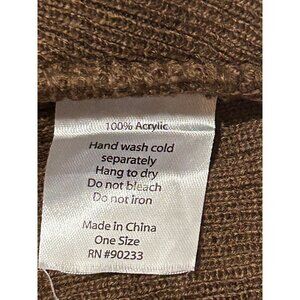 100% Acrylic
Hand wash cold
separately
Hang to dry
Do not bleach
Do not iron
Made in China
One Size
RN #90233